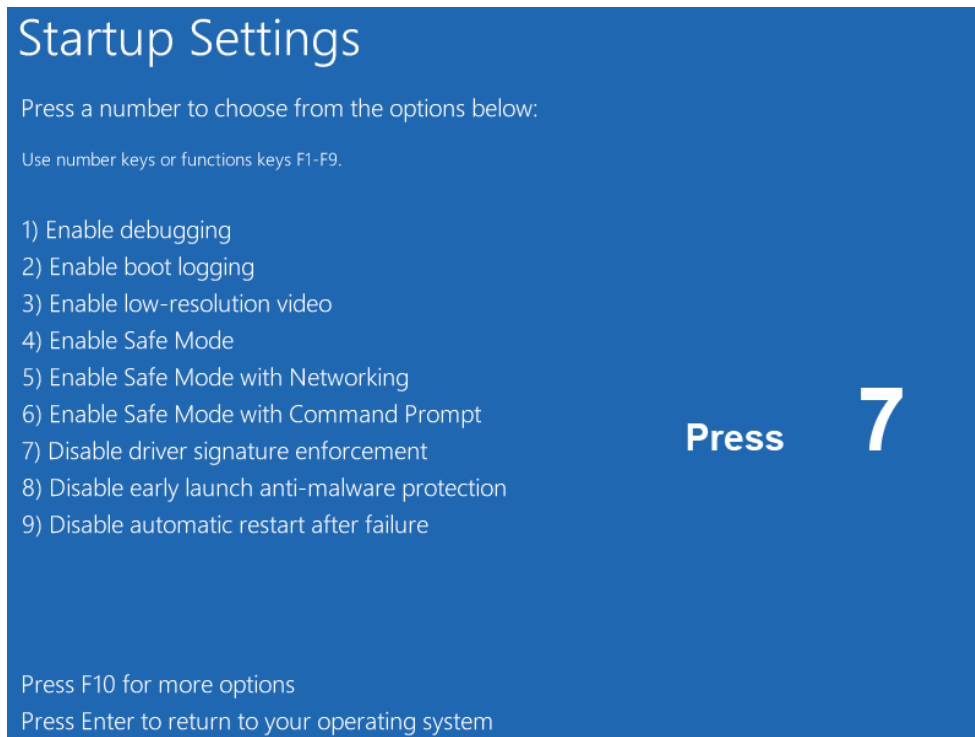 Startup Settings
Press a number to choose from the options below:
Use number keys or functions keys F1-F9.
1) Enable debugging
2) Enable boot logging
3) Enable low-resolution video
4) Enable Safe Mode
5) Enable Safe Mode with Networking
6) Enable Safe Mode with Command Prompt
7) Disable driver signature enforcement
8) Disable early launch anti-malware protection
9) Disable automatic restart after failure
Press 7
Press F10 for more options
Press Enter to return to your operating system